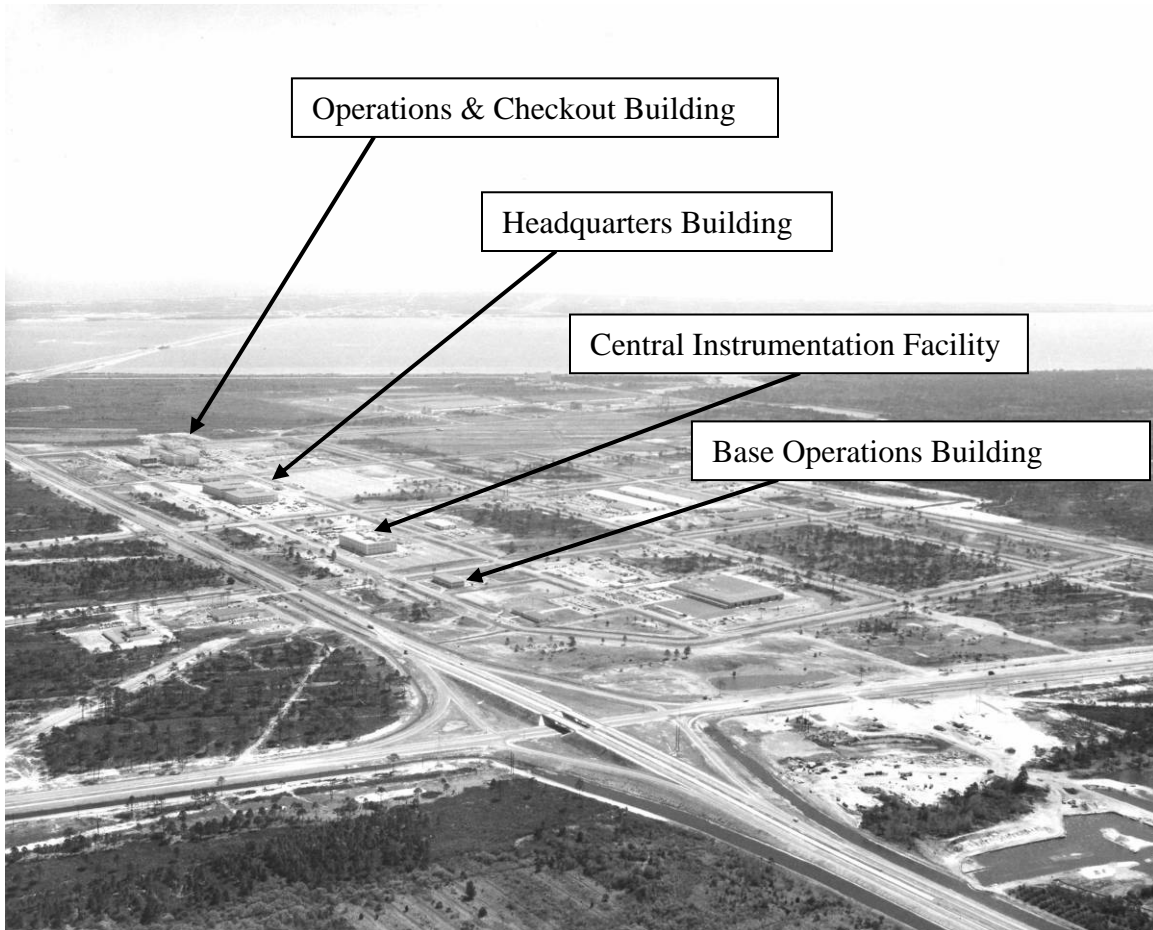 Operations & Checkout Building
Headquarters Building
Central Instrumentation Facility
Base Operations Building